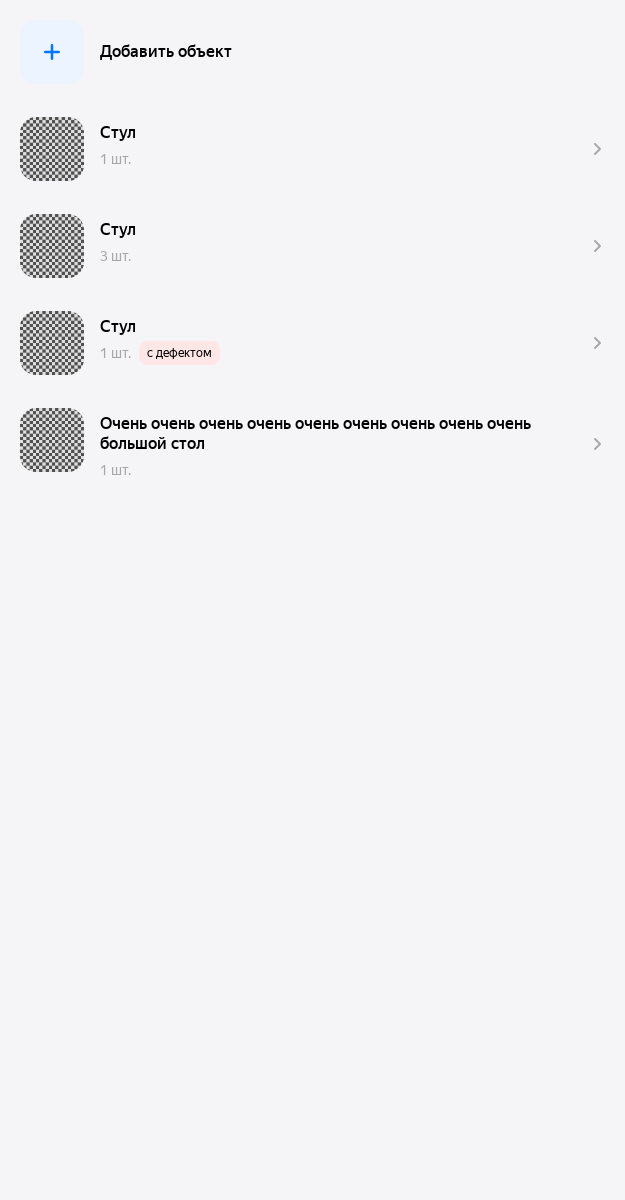 Добавить объект
Стул
1 шт.
Стул
3 шт.
Стул
1 шт. с дефектом
Очень очень очень очень очень очень очень очень очень
большой стол
1 шт.